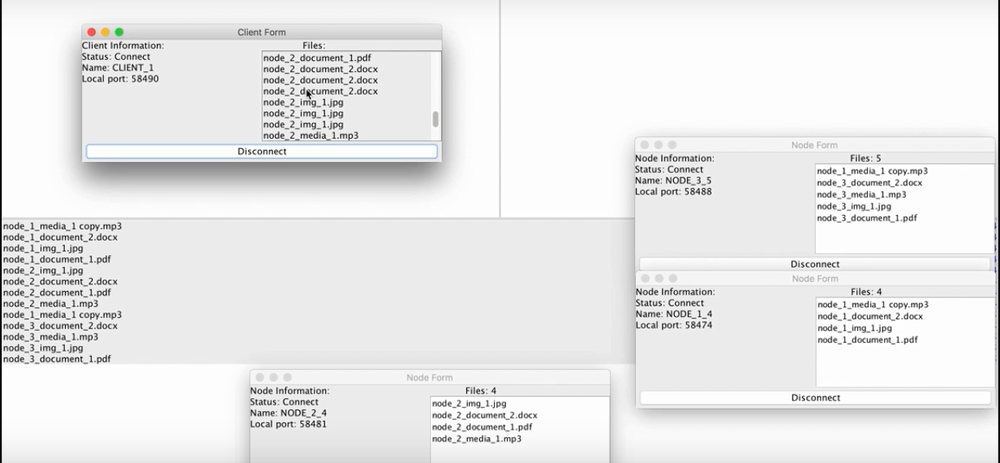 Client Form
Client Information:
Files:
Status: Connect
Name: CLIENT_1
Local port: 58490
node_2_document_1.pdf
node_2_document_2.docx
node_2_document_2.docx
node_2_document_2.docx
node_2_img_1.jpg
node_2_img_1.jpg
node_2_img_1.jpg
node_2_media_1.mp3
Disconnect
Node Form
Node Information:
Files: 5
Status: Connect
Name: NODE_3_5
Local port: 58488
node_1_media_1 copy.mp3
node_3_document_2.docx
node_3_media_1.mp3
node_3_img_1.jpg
node_3_document_1.pdf
Disconnect
node_1_media_1 copy.mp3
node_1_document_2.docx
node_1_img_1.jpg
node_1_document_1.pdf
node_2_img_1.jpg
node_2_document_2.docx
node_2_document_1.pdf
node_2_media_1.mp3
node_1_media_1 copy.mp3
node_3_document_2.docx
node_3_media_1.mp3
node_3_img_1.jpg
node_3_document_1.pdf
Node Form
Node Information:
Files: 4
Status: Connect
Name: NODE_1_4
Local port: 58474
node_1_media_1 copy.mp3
node_1_document_2.docx
node_1_img_1.jpg
node_1_document_1.pdf
Disconnect
Node Form
Node Information:
Files: 4
Status: Connect
Name: NODE_2_4
Local port: 58481
node_2_img_1.jpg
node_2_document_2.docx
node_2_document_1.pdf
node_2_media_1.mp3